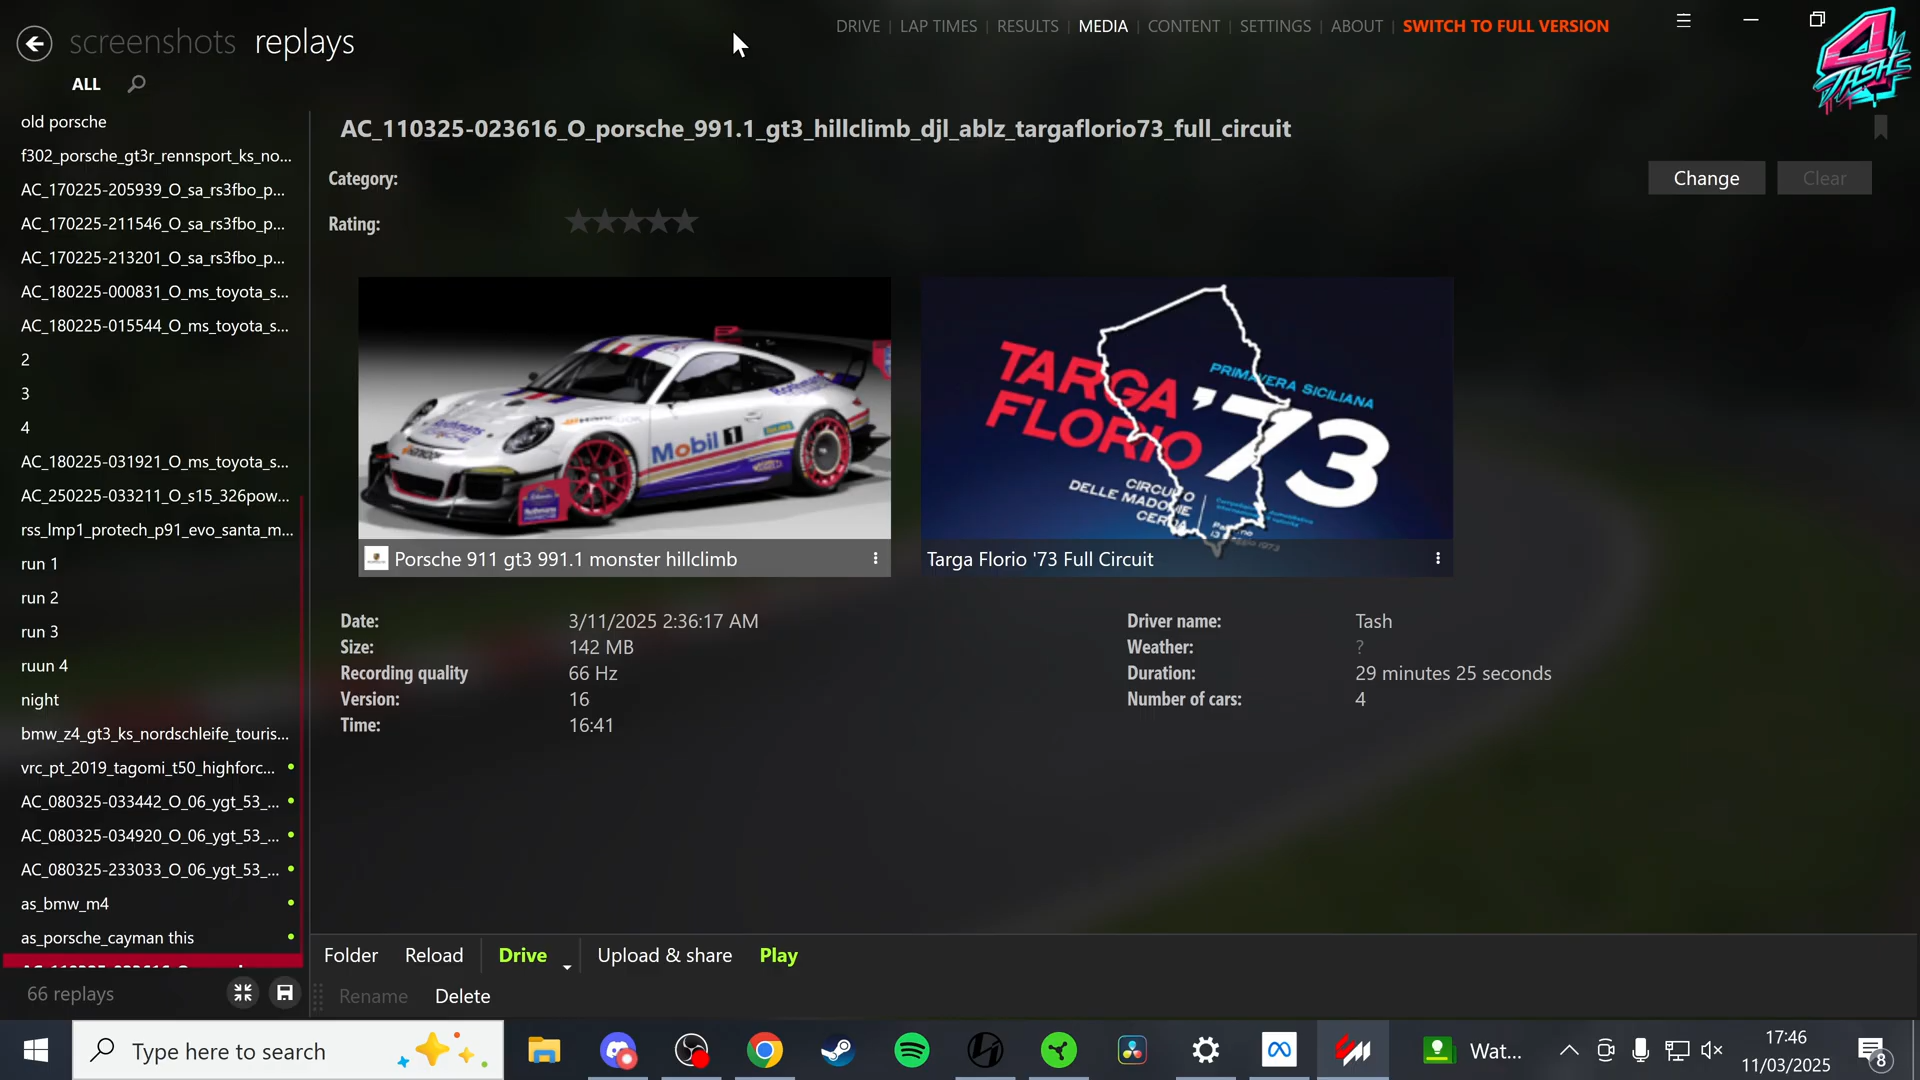 screenshots replays
DRIVE | LAP TIMES | RESULTS | MEDIA | CONTENT | SETTINGS | ABOUT | SWITCH TO FULL VERSION
4
TASH
ALL
old porsche
f302_porsche_gt3r_rennsport_ks_no...
AC_170225-205939_O_sa_rs3fbo_p...
AC_170225-211546_O_sa_rs3fbo_p...
AC_170225-213201_O_sa_rs3fbo_p...
AC_180225-000831_O_ms_toyota_s...
AC_180225-015544_O_ms_toyota_s...
2
3
4
AC_180225-031921_O_ms_toyota_s...
AC_250225-033211_O_s15_326pow...
rss_lmp1_protech_p91_evo_santa_m...
run 1
run 2
run 3
ruun 4
night
bmw_z4_gt3_ks_nordschleife_touris...
vrc_pt_2019_tagomi_t50_highforc...
AC_080325-033442_O_06_ygt_53_...
AC_080325-034920_O_06_ygt_53_...
AC_080325-233033_O_06_ygt_53_...
as_bmw_m4
as_porsche_cayman this
66 replays
AC_110325-023616_O_porsche_991.1_gt3_hillclimb_djl_ablz_targaflorio73_full_circuit
Category:
Change
Clear
Rating:
Rothmans
Mobil 1
Porsche 911 gt3 991.1 monster hillclimb
TARGA
FLORIO
'73
PRIMAVERA SICILIANA
DELLE MADONIE
Targa Florio '73 Full Circuit
Date: 3/11/2025 2:36:17 AM
Size: 142 MB
Recording quality 66 Hz
Version: 16
Time: 16:41
Driver name: Tash
Weather: ?
Duration: 29 minutes 25 seconds
Number of cars: 4
Folder Reload Drive Upload & share Play
Rename Delete
Type here to search
Wat...
17:46
11/03/2025
8